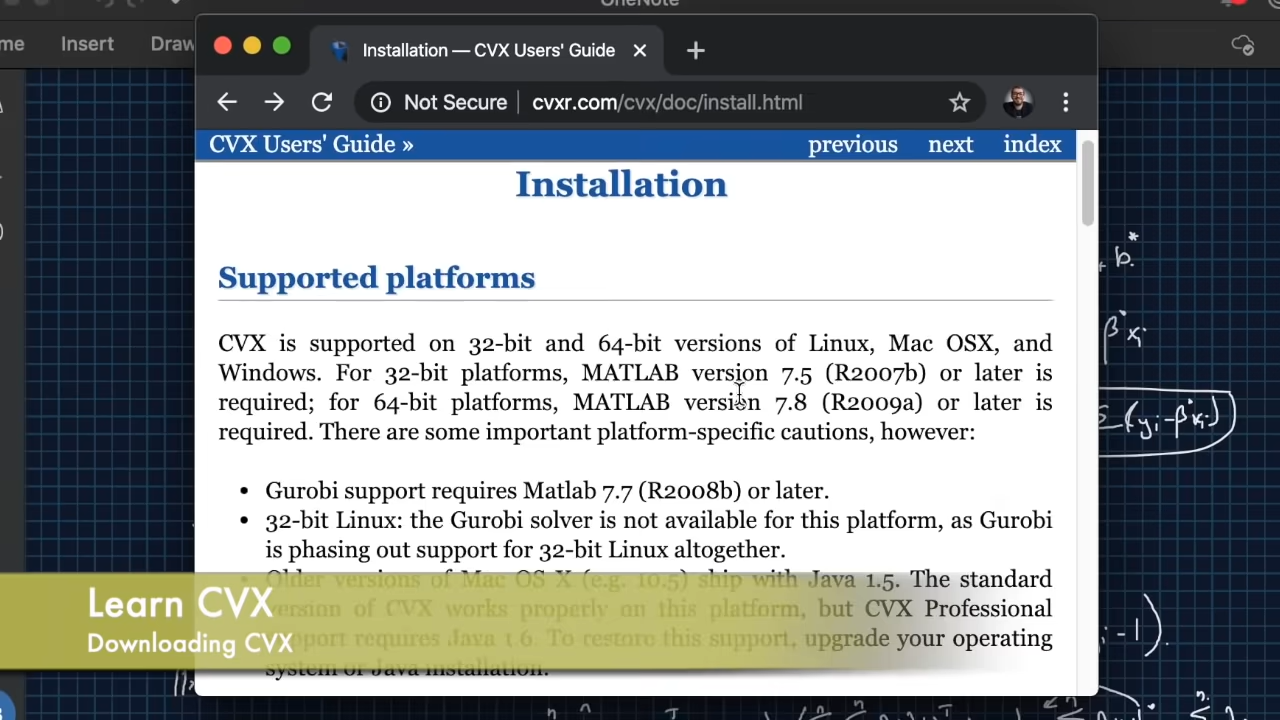 OneNote
me Insert Draw
Installation — CVX Users' Guide
Not Secure cvxr.com/cvx/doc/install.html
CVX Users' Guide » previous next index
Installation
Supported platforms
CVX is supported on 32-bit and 64-bit versions of Linux, Mac OSX, and
Windows. For 32-bit platforms, MATLAB version 7.5 (R2007b) or later is
required; for 64-bit platforms, MATLAB version 7.8 (R2009a) or later is
required. There are some important platform-specific cautions, however:
• Gurobi support requires Matlab 7.7 (R2008b) or later.
• 32-bit Linux: the Gurobi solver is not available for this platform, as Gurobi
is phasing out support for 32-bit Linux altogether.
• Older versions of Mac OS X (e.g. 10.5) ship with Java 1.5. The standard
version of CVX works properly on this platform, but CVX Professional
support requires Java 1.6. To restore this support, upgrade your operating
system or Java installation.
Learn CVX
Downloading CVX
b.*
β*xi
Σ(yi-β*xi)
-1).